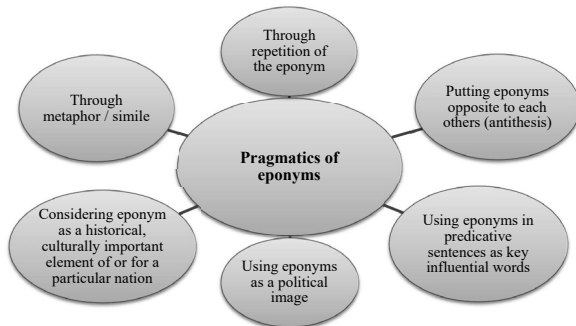 Through
repetition of
the eponym
Through
metaphor / simile
Putting eponyms
opposite to each
others (antithesis)
Pragmatics of
eponyms
Considering eponym
as a historical,
culturally important
element of or for a
particular nation
Using eponyms
as a political
image
Using eponyms in
predicative
sentences as key
influential words